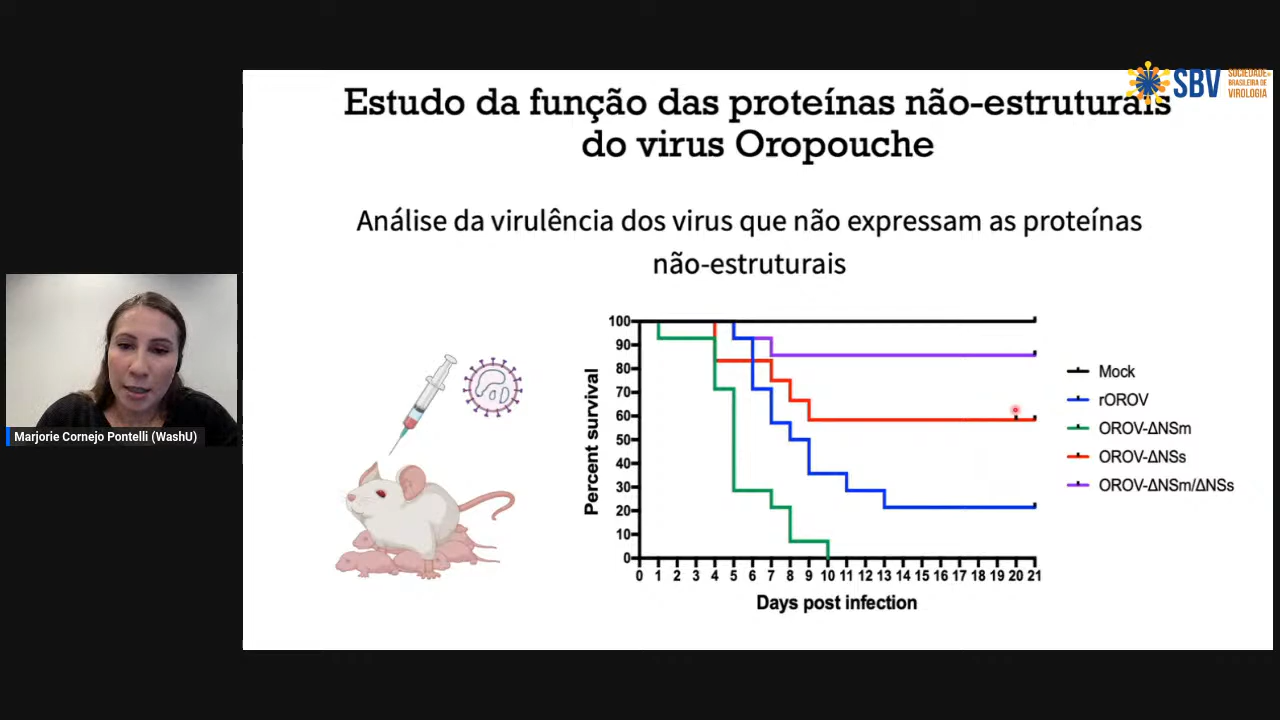 SBV
SOCIEDADE
BRASILEIRA DE
VIROLOGIA
Estudo da função das proteínas não-estruturais
do virus Oropouche
Análise da virulência dos virus que não expressam as proteínas
não-estruturais
Marjorie Cornejo Pontelli (WashU)
Percent survival
100
90
80
70
60
50
40
30
20
10
0
0 1 2 3 4 5 6 7 8 9 10 11 12 13 14 15 16 17 18 19 20 21
Days post infection
Mock
rOROV
OROV-ΔNSm
OROV-ΔNSs
OROV-ΔNSm/ΔNSs